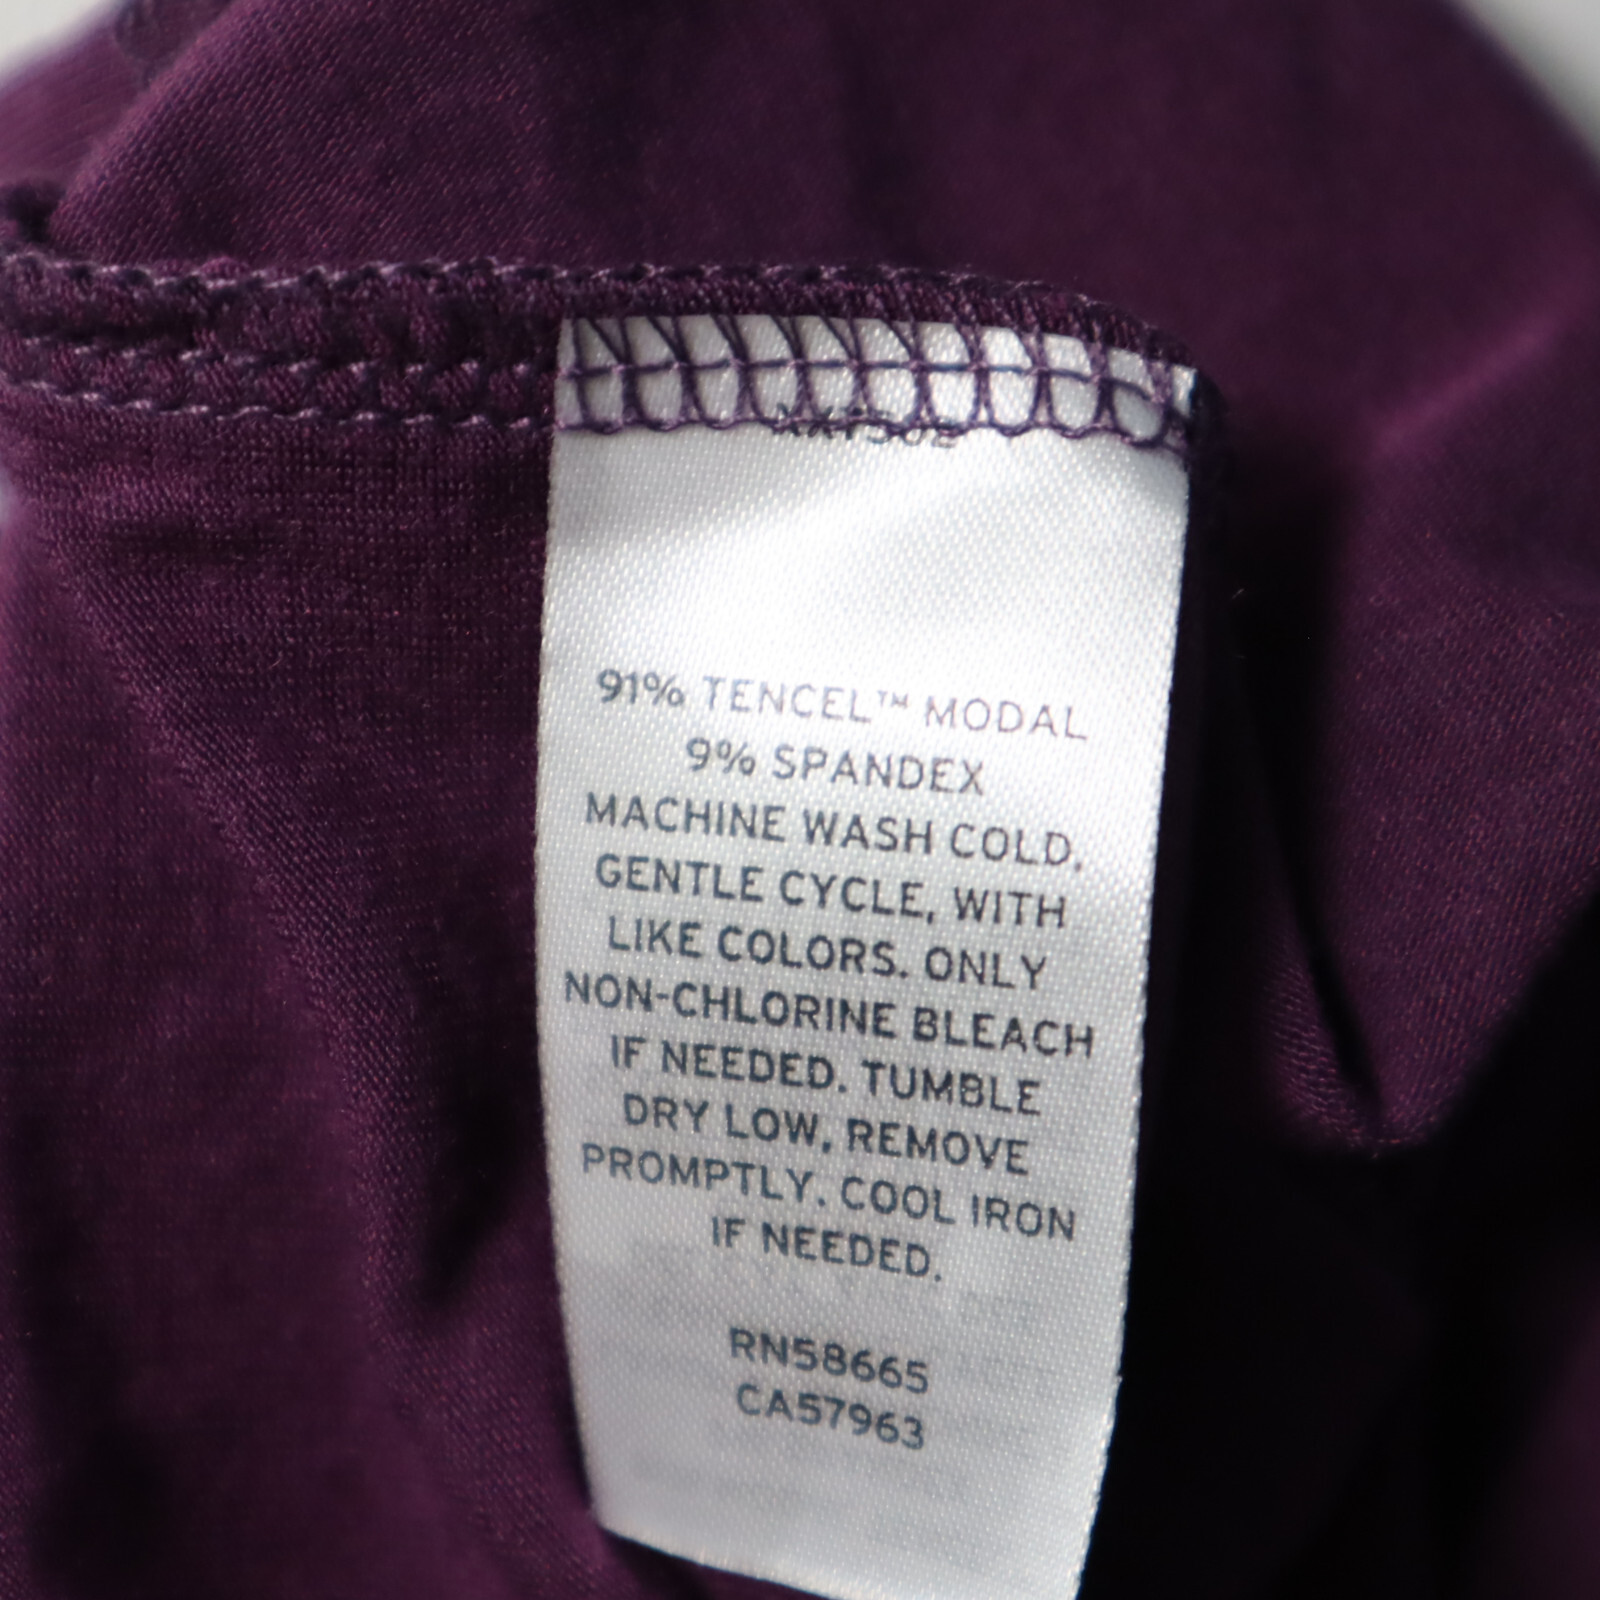 91% TENCEL™ MODAL
9% SPANDEX
MACHINE WASH COLD,
GENTLE CYCLE, WITH
LIKE COLORS. ONLY
NON-CHLORINE BLEACH
IF NEEDED. TUMBLE
DRY LOW, REMOVE
PROMPTLY. COOL IRON
IF NEEDED.
RN58665
CA57963